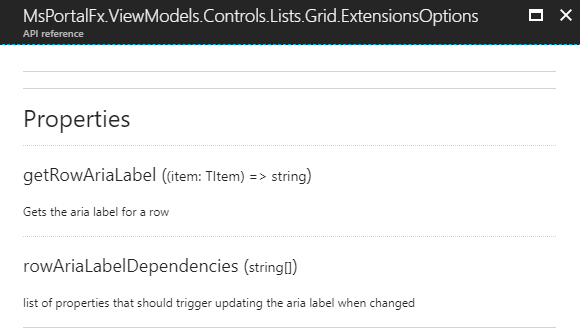 MsPortalFx.ViewModels.Controls.Lists.Grid.ExtensionsOptions
API reference
Properties
getRowAriaLabel ((item: TItem) => string)
Gets the aria label for a row
rowAriaLabelDependencies (string[])
list of properties that should trigger updating the aria label when changed